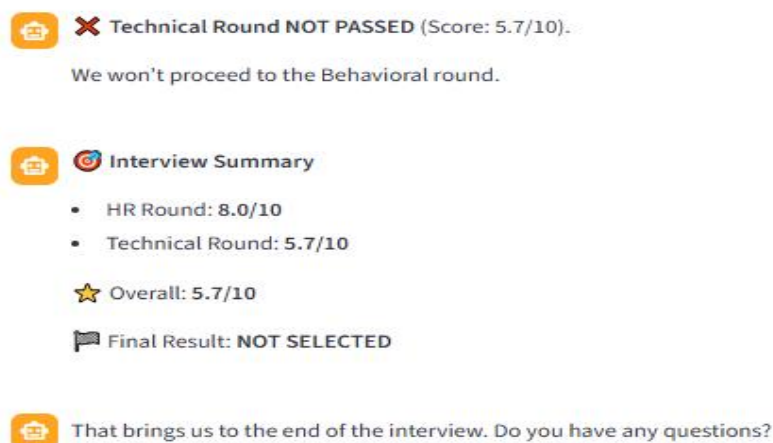 ❌ Technical Round NOT PASSED (Score: 5.7/10).
We won’t proceed to the Behavioral round.
🎯 Interview Summary
• HR Round: 8.0/10
• Technical Round: 5.7/10
⭐ Overall: 5.7/10
🏁 Final Result: NOT SELECTED
That brings us to the end of the interview. Do you have any questions?